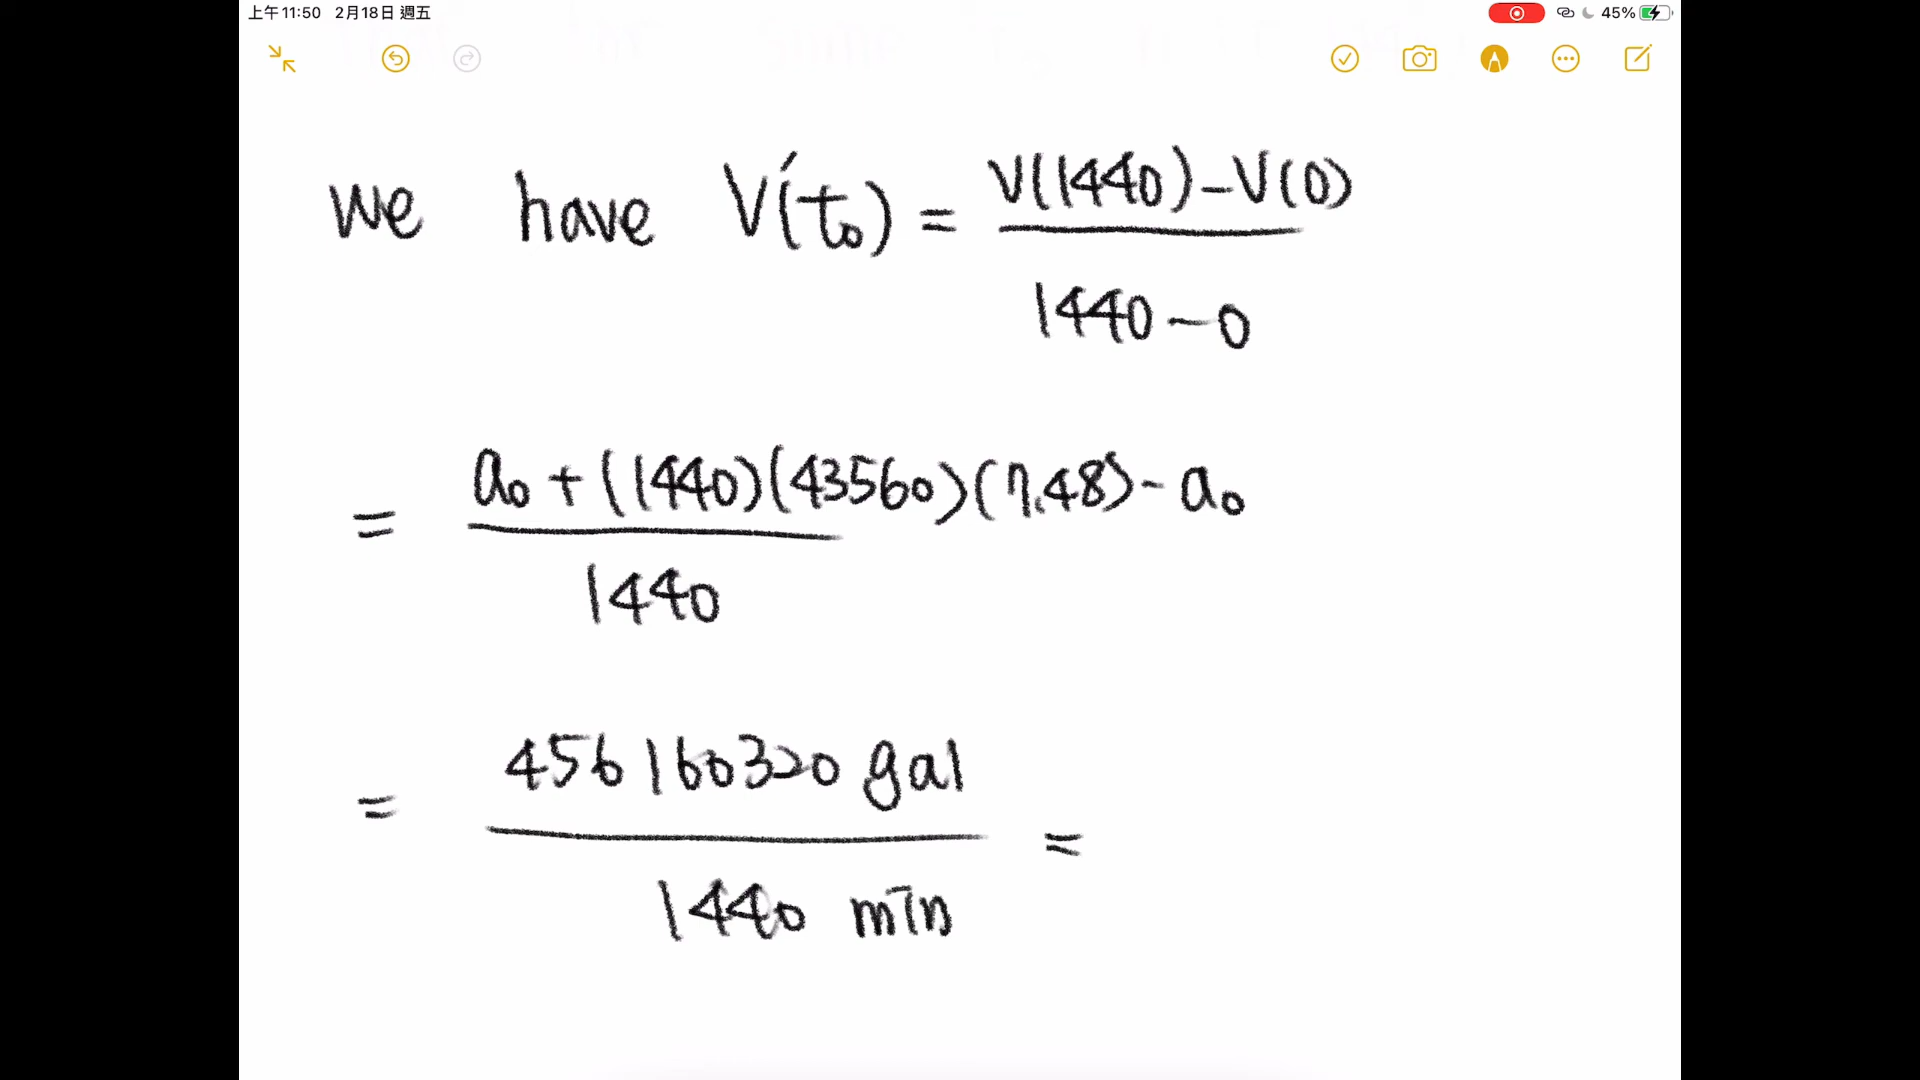 上午11:50 2月18日 週五
45%
We have V'(t₀) = V(1440) - V(0)
1440 - 0
= a₀ + (1440)(43560)(7.48) - a₀
1440
= 456160320 gal =
1440 min